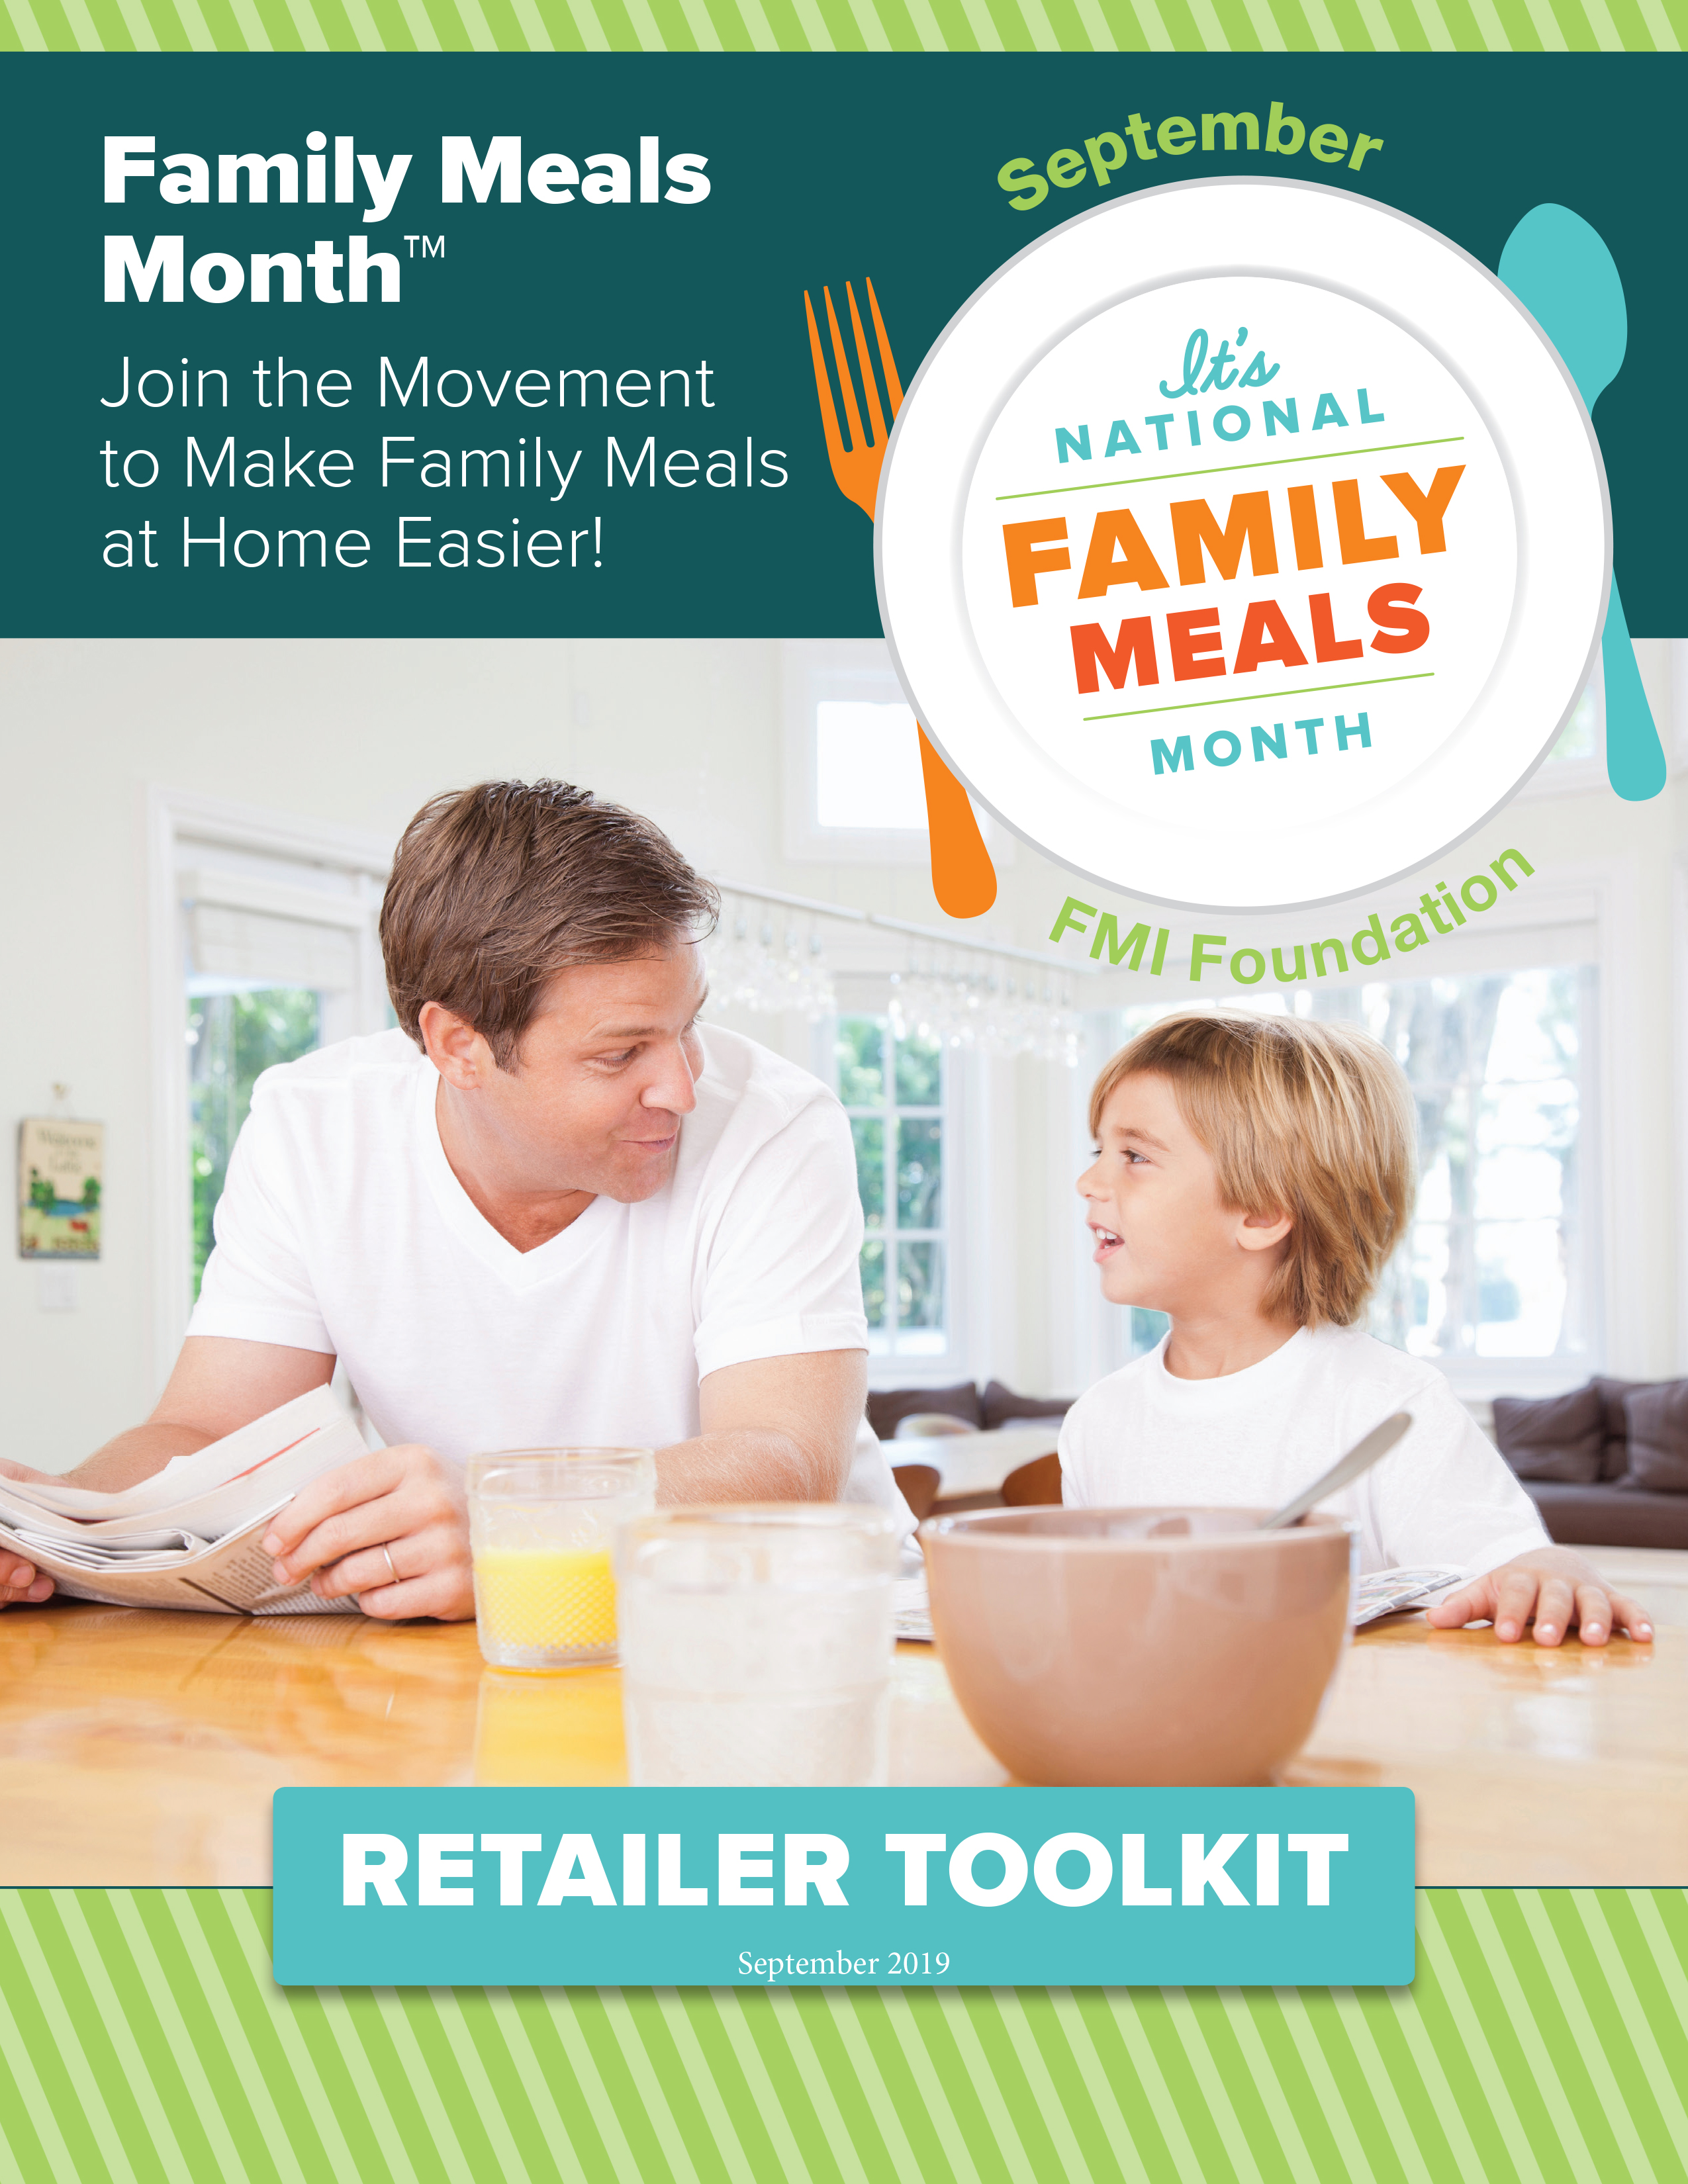 Family Meals
Month™
Join the Movement
to Make Family Meals
at Home Easier!
September
It's
NATIONAL
FAMILY
MEALS
MONTH
FMI Foundation
RETAILER TOOLKIT
September 2019